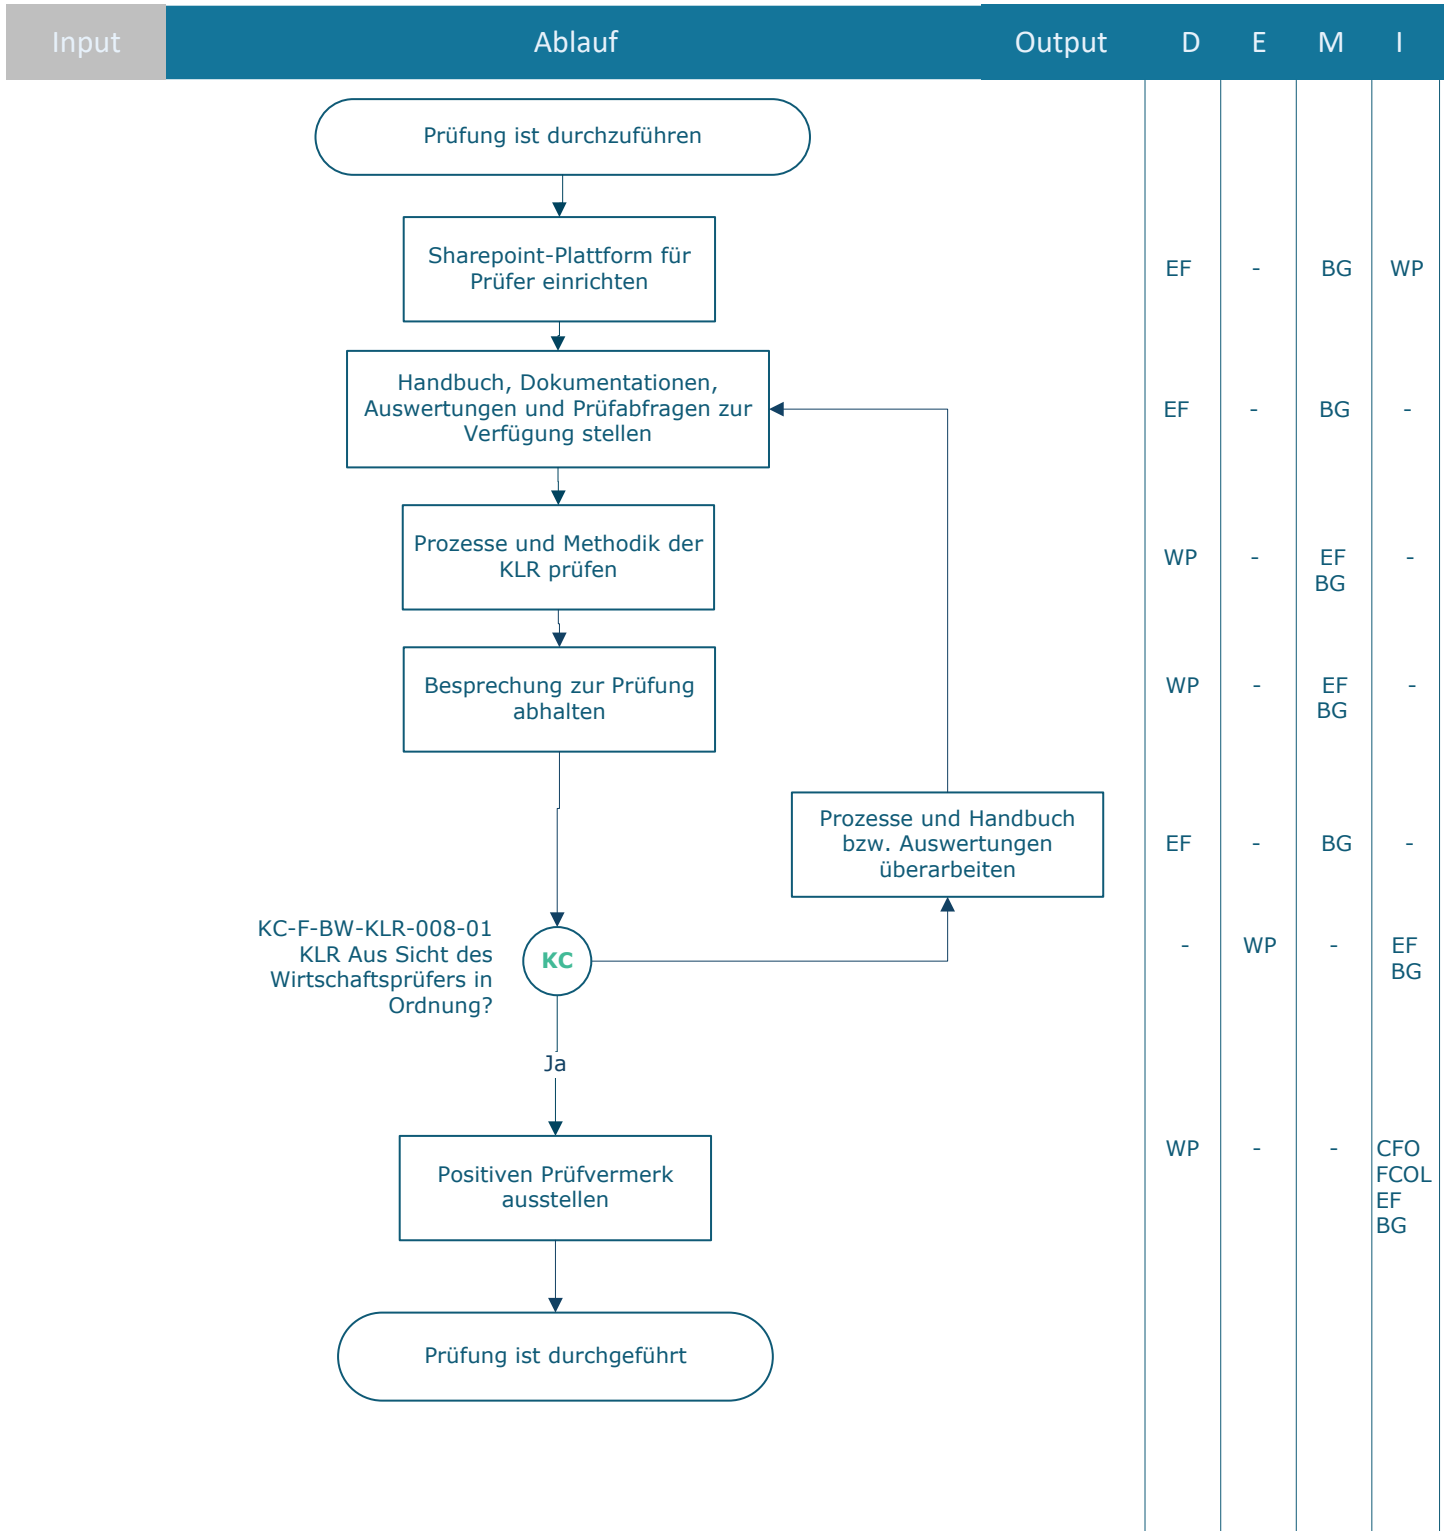 Input Ablauf Output D E M I
Prüfung ist durchzuführen
Sharepoint-Plattform für
Prüfer einrichten
EF - BG WP
Handbuch, Dokumentationen,
Auswertungen und Prüfabfragen zur
Verfügung stellen
EF - BG -
Prozesse und Methodik der
KLR prüfen
WP - EF -
BG
Besprechung zur Prüfung
abhalten
WP - EF -
BG
Prozesse und Handbuch
bzw. Auswertungen
überarbeiten
EF - BG -
KC-F-BW-KLR-008-01
KLR Aus Sicht des
Wirtschaftsprüfers in
Ordnung?
KC
- WP - EF
BG
Ja
Positiven Prüfvermerk
ausstellen
WP - - CFO
FCOL
EF
BG
Prüfung ist durchgeführt